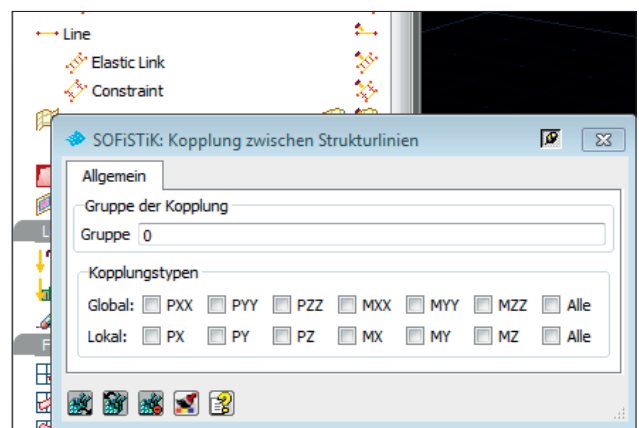 Line
Elastic Link
Constraint
SOFiSTiK: Kopplung zwischen Strukturlinien
Allgemein
Gruppe der Kopplung
Gruppe 0
Kopplungstypen
Global: PXX PYY PZZ MXX MYY MZZ Alle
Lokal: PX PY PZ MX MY MZ Alle
L
F